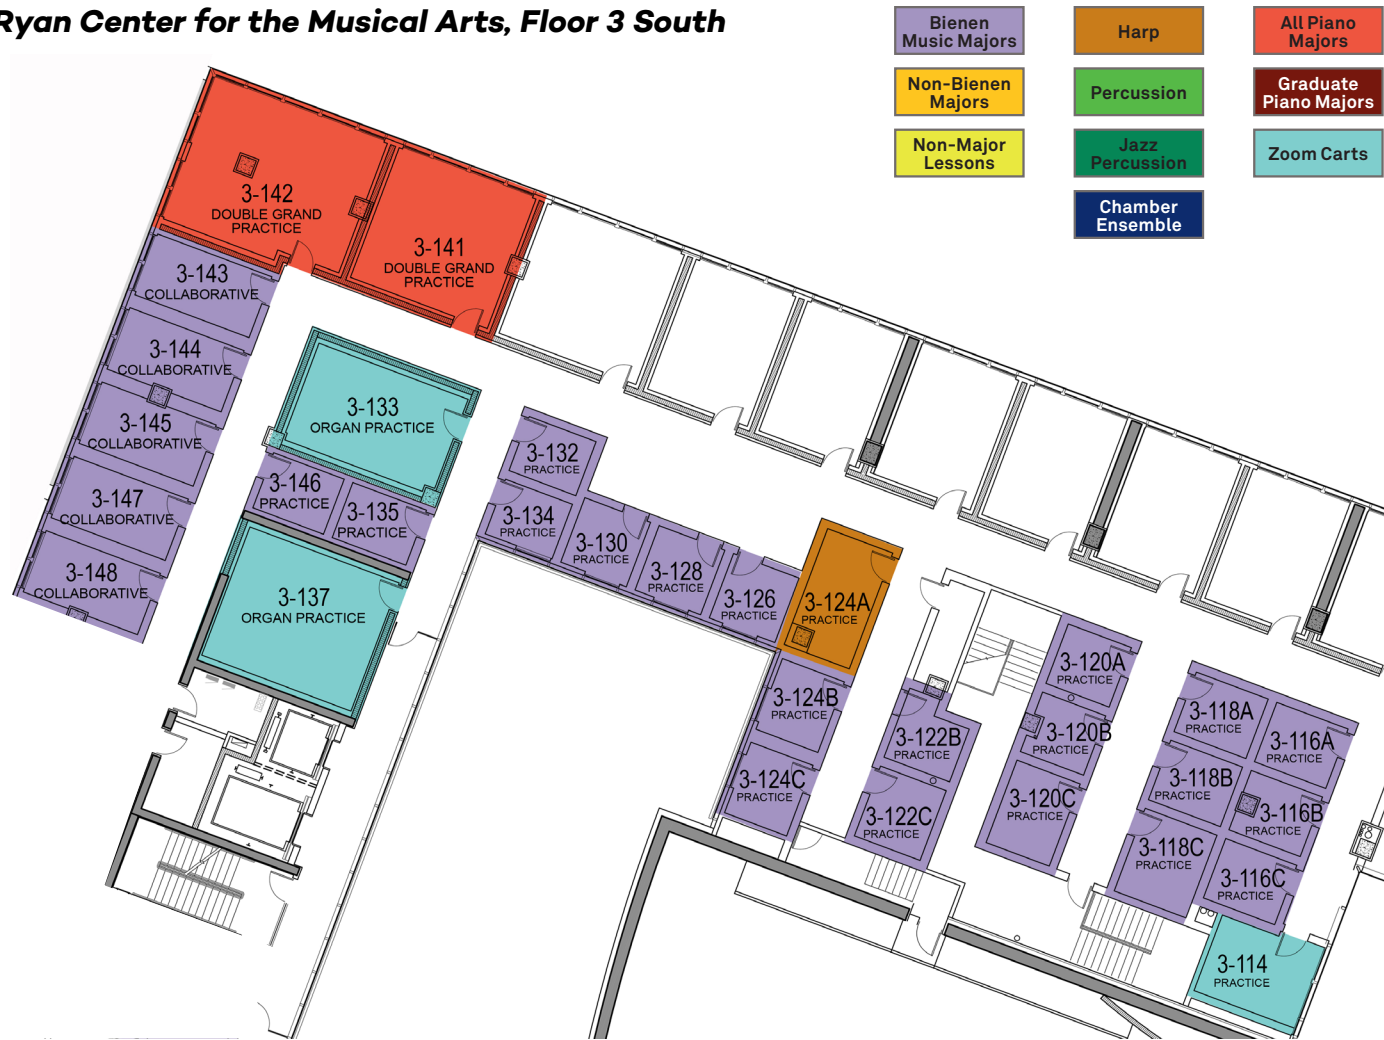 Ryan Center for the Musical Arts, Floor 3 South
Bienen
Music Majors
Harp
All Piano
Majors
Non-Bienen
Majors
Percussion
Graduate
Piano Majors
Non-Major
Lessons
Jazz
Percussion
Zoom Carts
Chamber
Ensemble
3-142
DOUBLE GRAND
PRACTICE
3-141
DOUBLE GRAND
PRACTICE
3-143
COLLABORATIVE
3-144
COLLABORATIVE
3-145
COLLABORATIVE
3-147
COLLABORATIVE
3-148
COLLABORATIVE
3-133
ORGAN PRACTICE
3-146
PRACTICE
3-135
PRACTICE
3-137
ORGAN PRACTICE
3-132
PRACTICE
3-134
PRACTICE
3-130
PRACTICE
3-128
PRACTICE
3-126
PRACTICE
3-124A
PRACTICE
3-124B
PRACTICE
3-124C
PRACTICE
3-122B
PRACTICE
3-122C
PRACTICE
3-120A
PRACTICE
3-120B
PRACTICE
3-120C
PRACTICE
3-118A
PRACTICE
3-116A
PRACTICE
3-118B
PRACTICE
3-116B
PRACTICE
3-118C
PRACTICE
3-116C
PRACTICE
3-114
PRACTICE